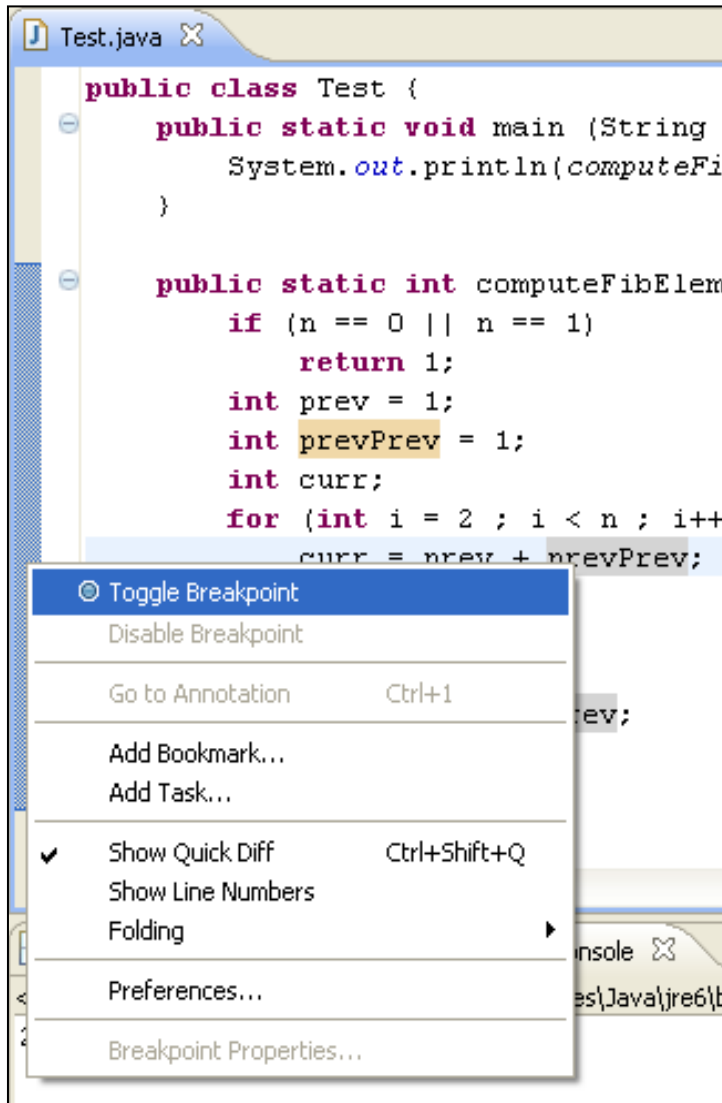 Test.java
public class Test {
public static void main (String
System.out.println(computeFi
}
public static int computeFibElem
if (n == 0 || n == 1)
return 1;
int prev = 1;
int prevPrev = 1;
int curr;
for (int i = 2 ; i < n ; i++
curr = prev + prevPrev;
Toggle Breakpoint
Disable Breakpoint
Go to Annotation Ctrl+1
ev;
Add Bookmark...
Add Task...
Show Quick Diff Ctrl+Shift+Q
Show Line Numbers
Folding
nsole
Preferences...
es\Java\jre6\b
Breakpoint Properties...